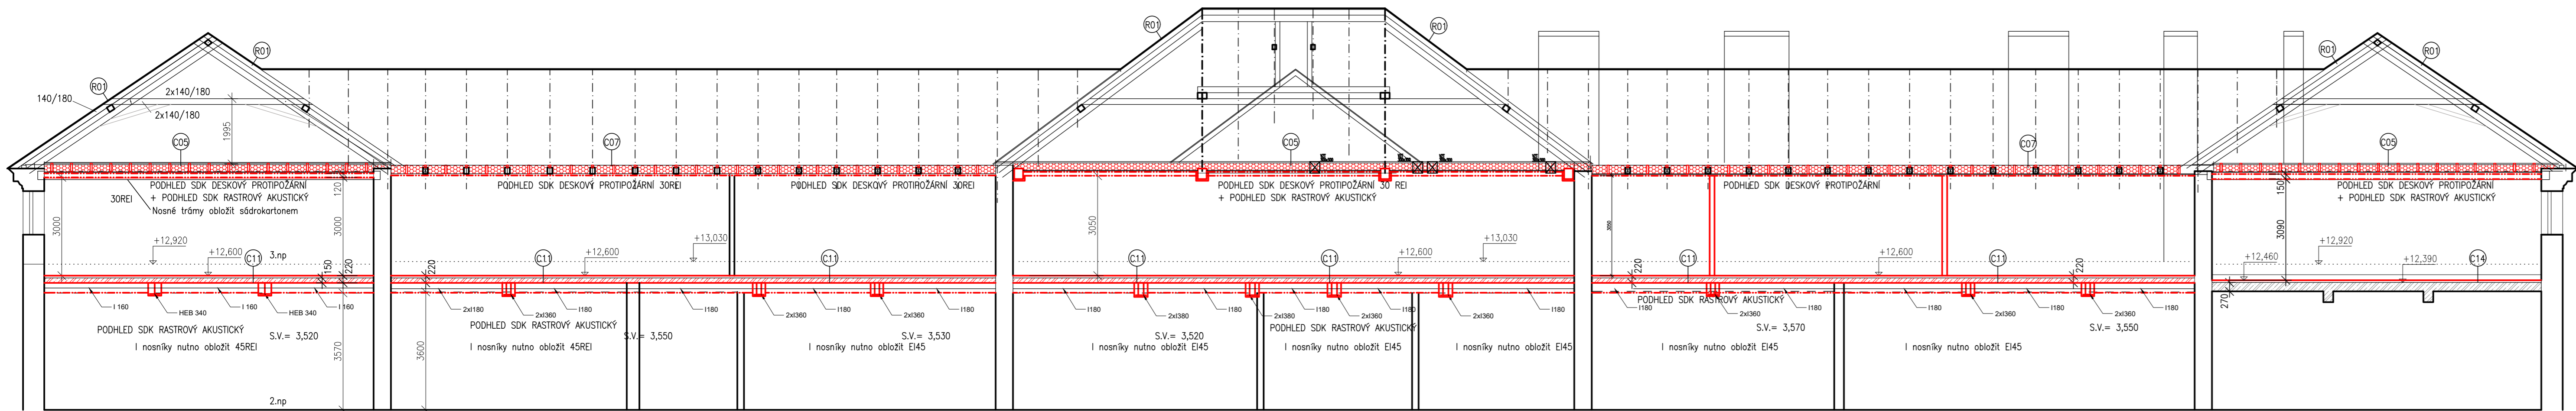 R01
R01
R01
R01
R01
R01
140/180
2x140/180
2x140/180
1995
C05
C07
C05
C07
C05
PODHLED SDK DESKOVÝ PROTIPOŽÁRNÍ
+ PODHLED SDK RASTROVÝ AKUSTICKÝ
30REI
Nosné trámy obložit sádrokartonem
120
3000
3000
PODHLED SDK DESKOVÝ PROTIPOŽÁRNÍ 30REI
PODHLED SDK DESKOVÝ PROTIPOŽÁRNÍ 30REI
PODHLED SDK DESKOVÝ PROTIPOŽÁRNÍ 30 REI
+ PODHLED SDK RASTROVÝ AKUSTICKÝ
3050
PODHLED SDK DESKOVÝ PROTIPOŽÁRNÍ
3050
PODHLED SDK DESKOVÝ PROTIPOŽÁRNÍ
+ PODHLED SDK RASTROVÝ AKUSTICKÝ
150
3090
+12,920
+12,600
C11
3.np
150
220
220
C11
+12,600
+13,030
C11
C11
C11
+12,600
+13,030
220
C11
+12,600
C11
220
+12,460
+12,920
+12,390
C14
270
I 160
HEB 340
I 160
HEB 340
I 160
2xI180
2xI360
I180
2xI360
I180
2xI360
I180
I180
2xI380
I180
2xI380
I180
2xI360
I180
2xI360
I180
I180
2xI360
I180
I180
2xI360
I180
2xI360
I180
PODHLED SDK RASTROVÝ AKUSTICKÝ
S.V.= 3,520
I nosníky nutno obložit 45REI
3570
3600
PODHLED SDK RASTROVÝ AKUSTICKÝ
S.V.= 3,550
I nosníky nutno obložit 45REI
S.V.= 3,530
I nosníky nutno obložit EI45
S.V.= 3,520
I nosníky nutno obložit EI45
PODHLED SDK RASTROVÝ AKUSTICKÝ
I nosníky nutno obložit EI45
I nosníky nutno obložit EI45
PODHLED SDK RASTROVÝ AKUSTICKÝ
S.V.= 3,570
I nosníky nutno obložit EI45
S.V.= 3,550
I nosníky nutno obložit EI45
2.np